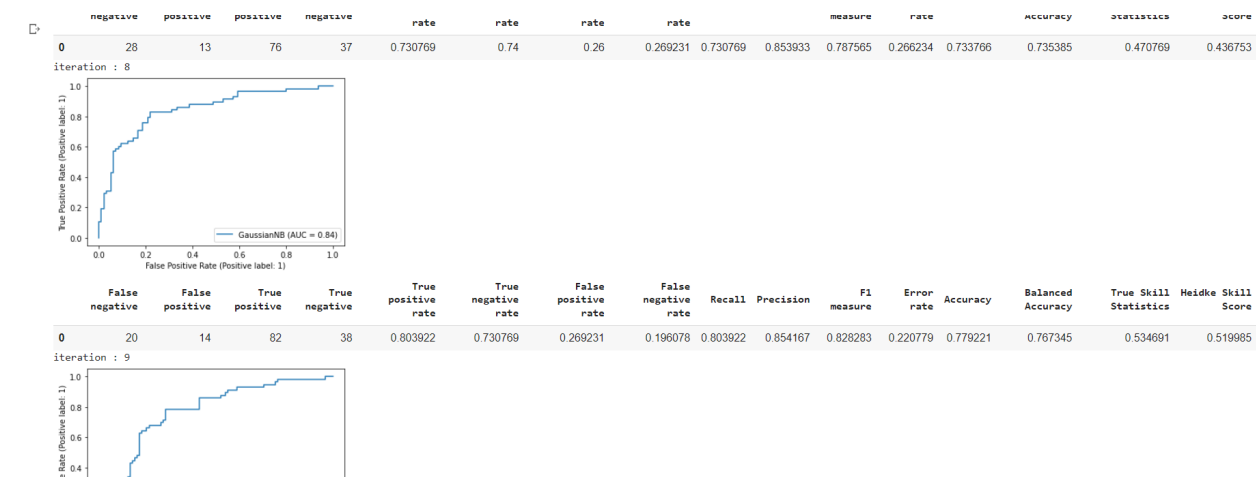 negative positive positive negative rate rate rate rate measure rate Accuracy Statistics Score
0 28 13 76 37 0.730769 0.74 0.26 0.269231 0.730769 0.853933 0.787565 0.266234 0.733766 0.735385 0.470769 0.436753
iteration : 8
1.0
0.8
0.6
0.4
0.2
0.0
True Positive Rate (Positive label: 1)
GaussianNB (AUC = 0.84)
0.0 0.2 0.4 0.6 0.8 1.0
False Positive Rate (Positive label: 1)
False negative False positive True positive True negative True positive rate True negative rate False positive rate False negative rate Recall Precision F1 measure Error rate Accuracy Balanced Accuracy True Skill Statistics Heidke Skill Score
0 20 14 82 38 0.803922 0.730769 0.269231 0.196078 0.803922 0.854167 0.828283 0.220779 0.779221 0.767345 0.534691 0.519985
iteration : 9
1.0
0.8
0.6
0.4
Rate (Positive label: 1)